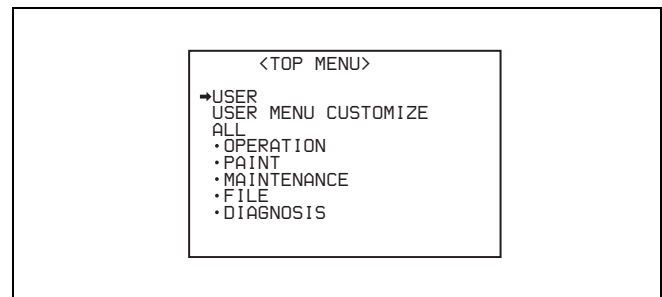 <TOP MENU>
➡USER
USER MENU CUSTOMIZE
ALL
·OPERATION
·PAINT
·MAINTENANCE
·FILE
·DIAGNOSIS